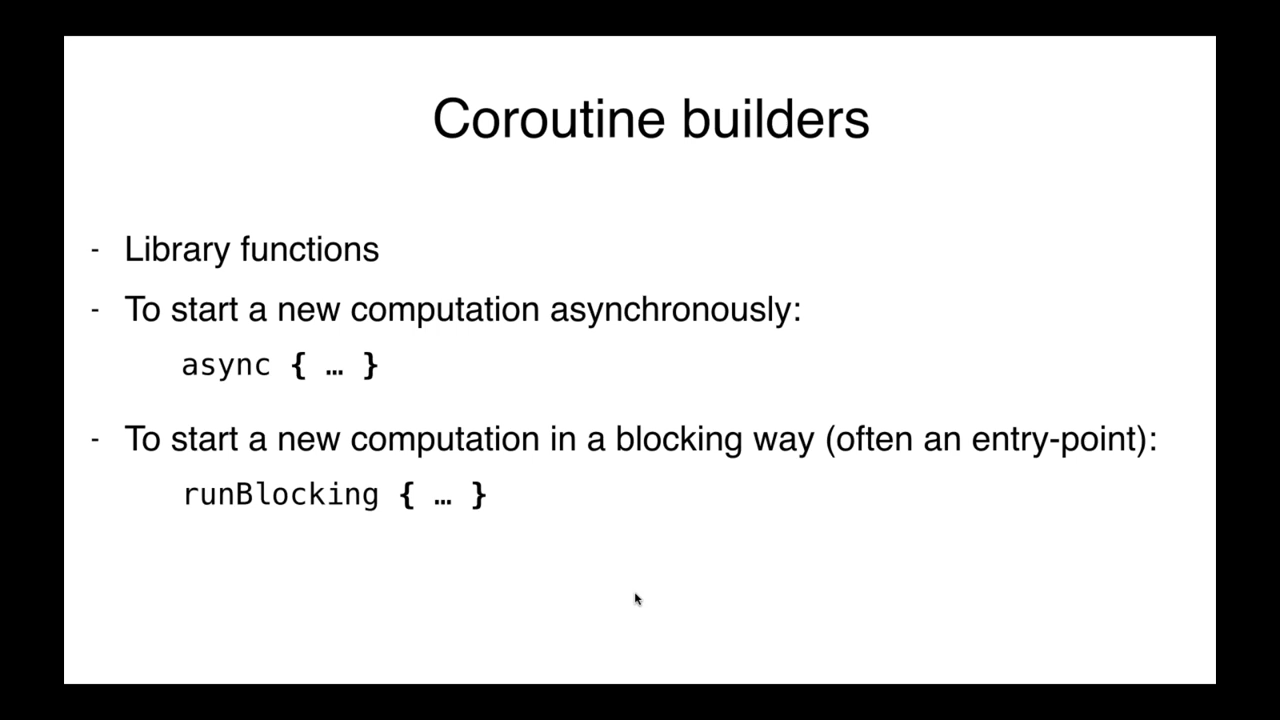 Coroutine builders
- Library functions
- To start a new computation asynchronously:
async { … }
- To start a new computation in a blocking way (often an entry-point):
runBlocking { … }